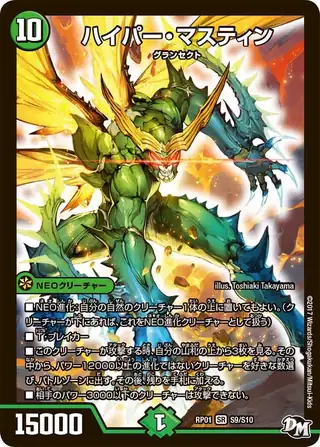 10
ハイパー・マスティン
グランセクト
NEOクリーチャー
illus. Toshiaki Takayama
■NEO進化：自分の自然のクリーチャー1体の上に置いてもよい。(ク
リーチャーが下にあれば、これをNEO進化クリーチャーとして扱う)
■T・ブレイカー
■このクリーチャーが攻撃する時、自分の山札の上から3枚を見る。その
中から、パワー12000以上の進化ではないクリーチャーを好きな数選
び、バトルゾーンに出す。その後、残りを手札に加える。
■相手のパワー3000以下のクリーチャーは攻撃できない。
15000
1
RP01 SR S9/S10
DM